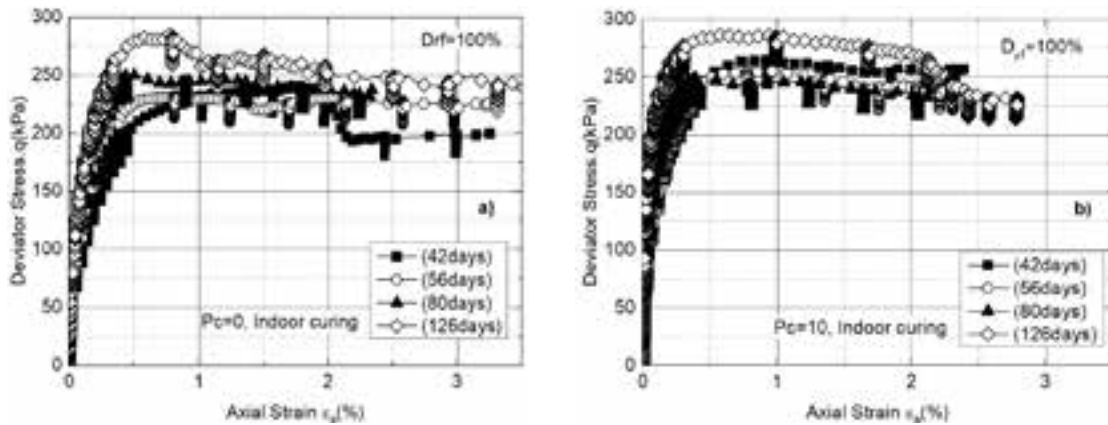 300
250
200
150
100
50
0
0 1 2 3
Deviator Stress,q(kPa)
Axial Strain εa(%)
Drf=100%
a)
(42days)
(56days)
(80days)
(126days)
Pc=0, Indoor curing
300
250
200
150
100
50
0
0 1 2 3
Deviator Stress,q(kPa)
Axial Strain εa(%)
Drf=100%
b)
(42days)
(56days)
(80days)
(126days)
Pc=10, Indoor curing